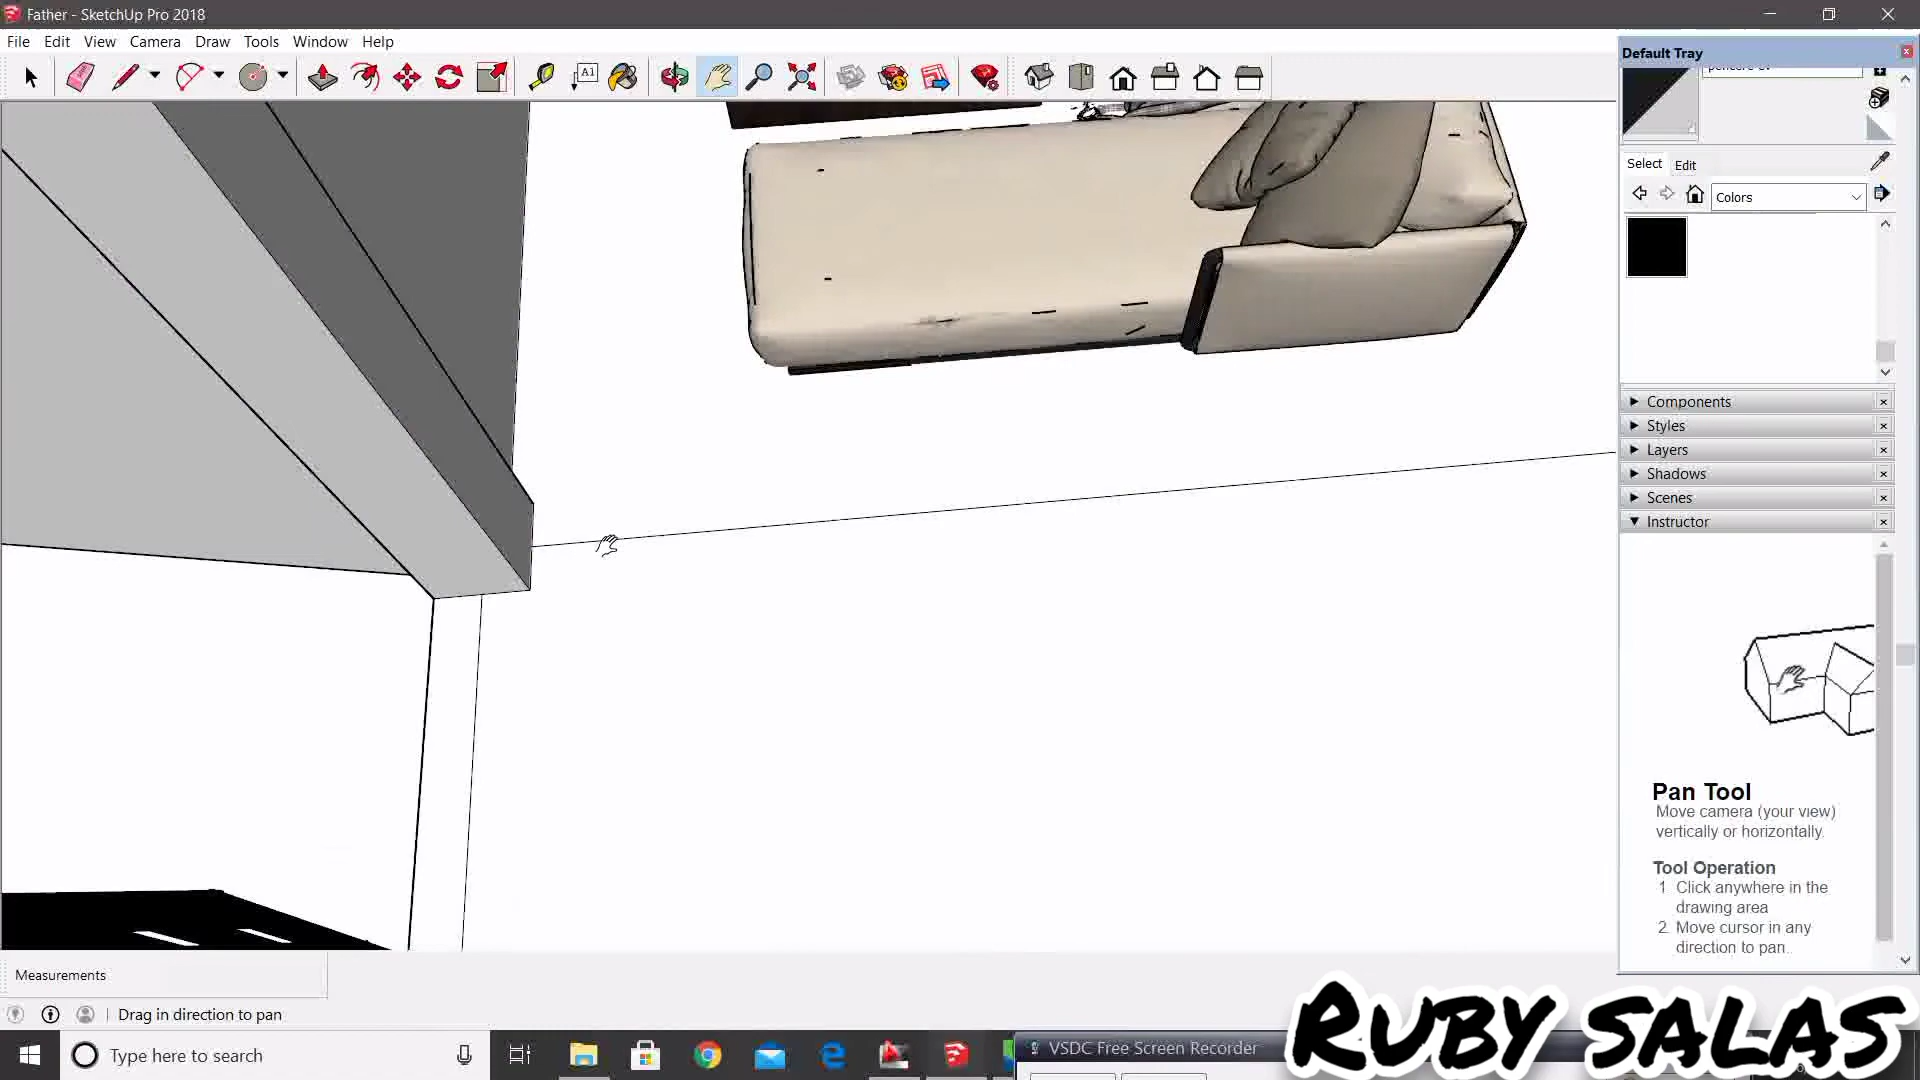 Father - SketchUp Pro 2018
File Edit View Camera Draw Tools Window Help
A1
Default Tray
Select Edit
Colors
Components
Styles
Layers
Shadows
Scenes
Instructor
Pan Tool
Move camera (your view)
vertically or horizontally.
Tool Operation
1 Click anywhere in the
drawing area
2. Move cursor in any
direction to pan.
Measurements
Drag in direction to pan
Type here to search
VSDC Free Screen Recorder
RUBY SALAS